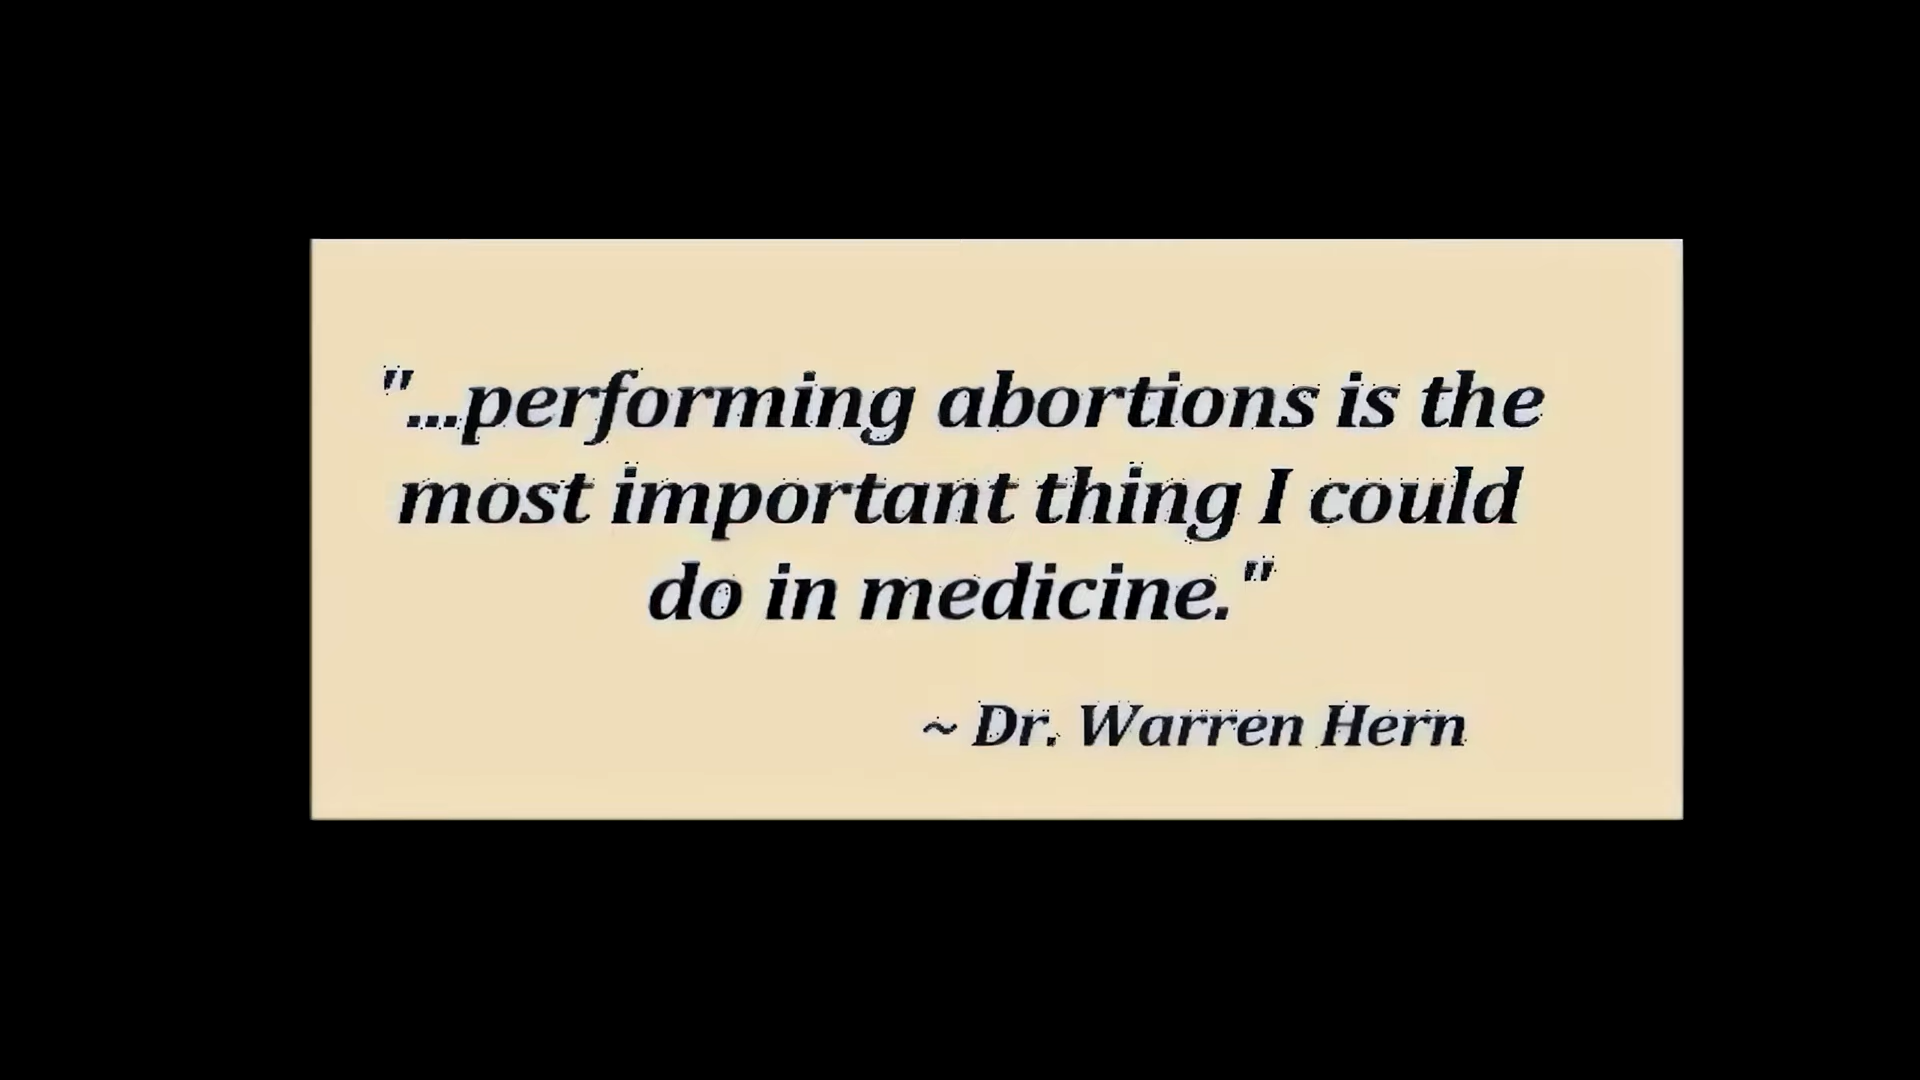 "...performing abortions is the
most important thing I could
do in medicine."
~ Dr. Warren Hern